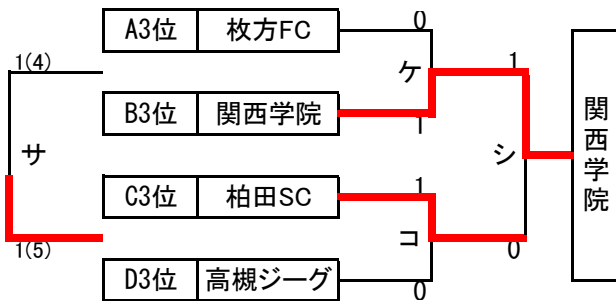 A3位 枚方FC 0
1(4) ケ 1
B3位 関西学院 1
サ シ 関西学院
C3位 柏田SC 1
1(5) コ 0
D3位 高槻ジーグ 0